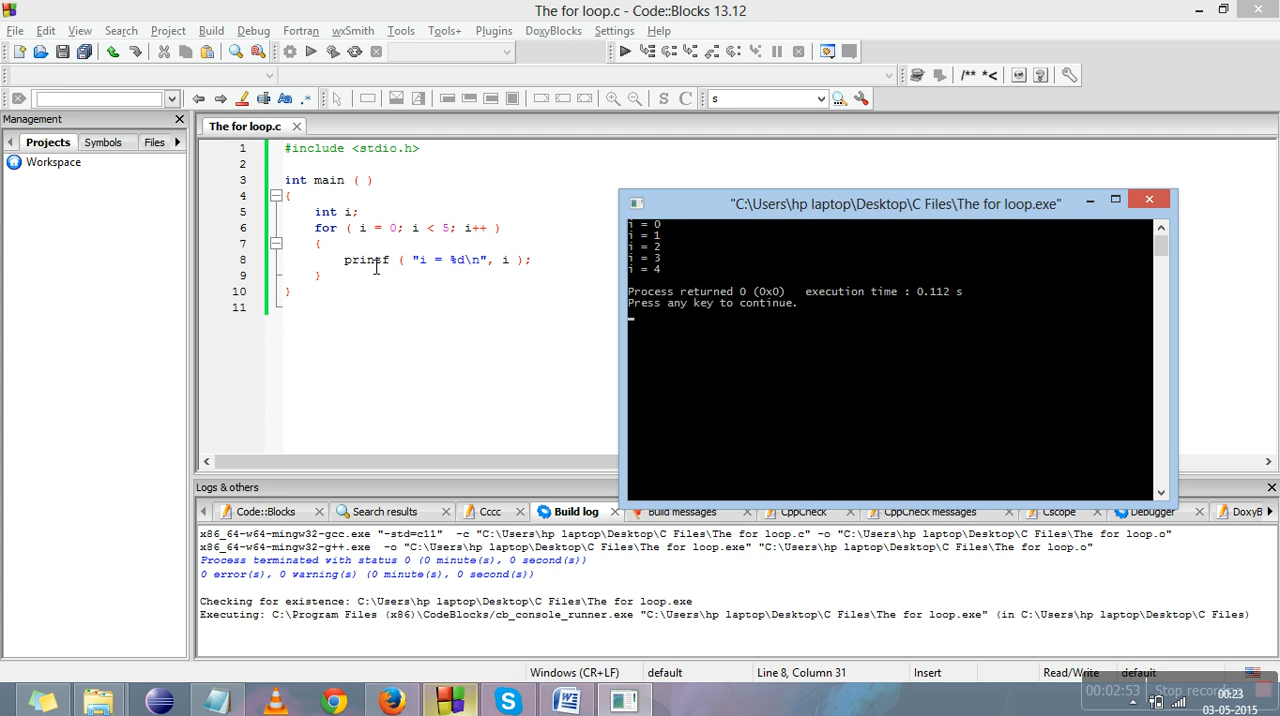 The for loop.c - Code::Blocks 13.12
File Edit View Search Project Build Debug Fortran wxSmith Tools Tools+ Plugins DoxyBlocks Settings Help
/** *<
S C s
Management
Projects Symbols Files
Workspace
The for loop.c
1 #include <stdio.h>
2
3 int main ( )
4 {
5 int i;
6 for ( i = 0; i < 5; i++ )
7 {
8 printf ( "i = %d\n", i );
9 }
10 }
11
"C:\Users\hp laptop\Desktop\C Files\The for loop.exe"
i = 0
i = 1
i = 2
i = 3
i = 4
Process returned 0 (0x0) execution time : 0.112 s
Press any key to continue.
Logs & others
Code::Blocks Search results Cccc Build log Build messages CppCheck CppCheck messages Cscope Debugger DoxyB
x86_64-w64-mingw32-gcc.exe "-std=c11" -c "C:\Users\hp laptop\Desktop\C Files\The for loop.c" -o "C:\Users\hp laptop\Desktop\C Files\The for loop.o"
x86_64-w64-mingw32-g++.exe -o "C:\Users\hp laptop\Desktop\C Files\The for loop.exe" "C:\Users\hp laptop\Desktop\C Files\The for loop.o"
Process terminated with status 0 (0 minute(s), 0 second(s))
0 error(s), 0 warning(s) (0 minute(s), 0 second(s))
Checking for existence: C:\Users\hp laptop\Desktop\C Files\The for loop.exe
Executing: C:\Program Files (x86)\CodeBlocks/cb_console_runner.exe "C:\Users\hp laptop\Desktop\C Files\The for loop.exe" (in C:\Users\hp laptop\Desktop\C Files)
Windows (CR+LF) default Line 8, Column 31 Insert Read/Write default
00:02:53 Stop recording
00:23
03-05-2015